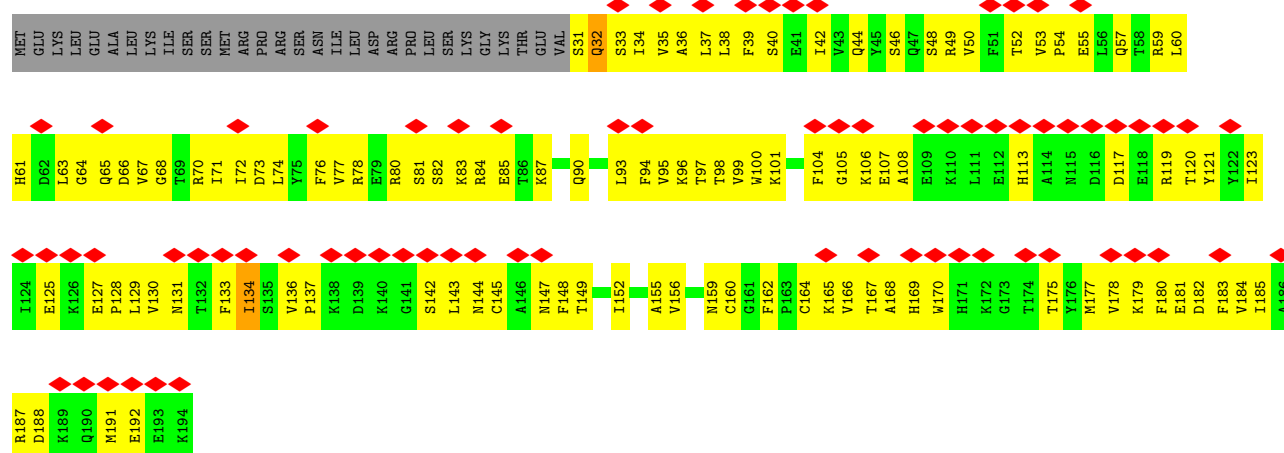 MET GLU LYS LEU GLU ALA LEU LYS ILE SER SER MET ARG PRO ARG SER ASN ILE LEU ASP ARG PRO LEU SER LYS GLY LYS THR GLU VAL S31 Q32 S33 I34 V35 A36 L37 L38 F39 S40 E41 I42 V43 Q44 Y45 S46 Q47 S48 R49 V50 F51 T52 V53 P54 E55 L56 Q57 T58 R59 L60
H61 D62 L63 G64 Q65 D66 V67 G68 T69 R70 I71 I72 D73 L74 Y75 F76 V77 R78 E79 R80 S81 S82 K83 R84 E85 T86 K87 Q90 L93 F94 V95 K96 T97 T98 V99 W100 K101 F104 G105 K106 E107 A108 E109 K110 L111 E112 H113 A114 N115 D116 D117 E118 R119 T120 Y121 Y122 I123
I124 E125 K126 E127 P128 L129 V130 N131 T132 F133 I134 S135 V136 P137 K138 D139 K140 G141 S142 L143 N144 C145 A146 N147 F148 T149 I152 A155 V156 N159 C160 G161 F162 P163 C164 K165 V166 T167 A168 H169 W170 H171 K172 G173 T174 T175 Y176 M177 V178 K179 F180 E181 D182 F183 V184 I185 A186
R187 D188 K189 Q190 M191 E192 E193 K194